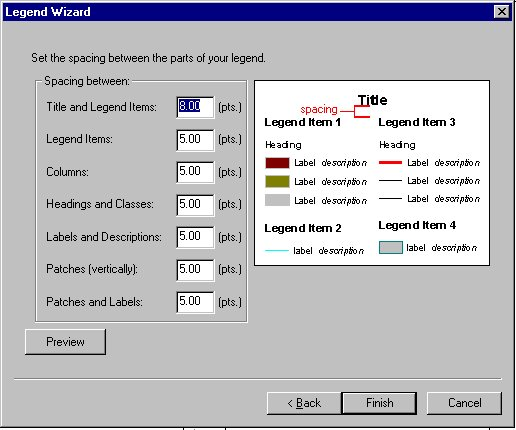 Legend Wizard
Set the spacing between the parts of your legend.
Spacing between:
Title and Legend Items: 8.00 (pts.)
Legend Items: 5.00 (pts.)
Columns: 5.00 (pts.)
Headings and Classes: 5.00 (pts.)
Labels and Descriptions: 5.00 (pts.)
Patches (vertically): 5.00 (pts.)
Patches and Labels: 5.00 (pts.)
Title
spacing
Legend Item 1 Legend Item 3
Heading Heading
Label description Label description
Label description Label description
Label description Label description
Legend Item 2 Legend Item 4
label description label description
Preview
< Back Finish Cancel